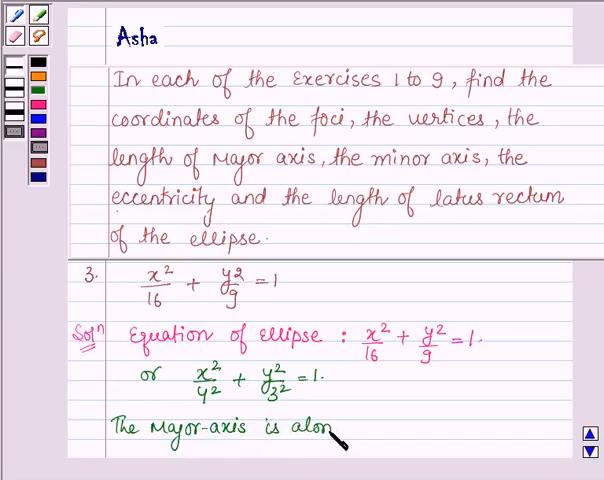 Asha
In each of the Exercises 1 to 9, find the
coordinates of the foci, the vertices, the
length of Major axis, the minor axis, the
eccentricity and the length of latus rectum
of the ellipse.
3. x²/16 + y²/9 = 1
Solⁿ Equation of ellipse : x²/16 + y²/9 = 1.
or x²/4² + y²/3² = 1.
The Major-axis is alon